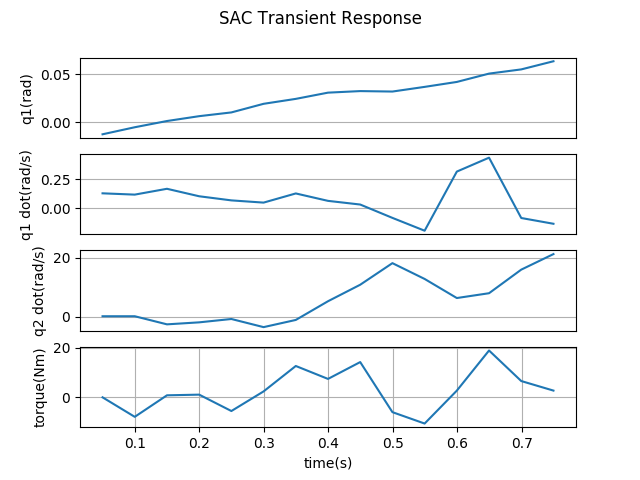 SAC Transient Response
q1(rad)
0.05
0.00
q1 dot(rad/s)
0.25
0.00
q2 dot(rad/s)
20
0
torque(Nm)
20
0
0.1 0.2 0.3 0.4 0.5 0.6 0.7
time(s)